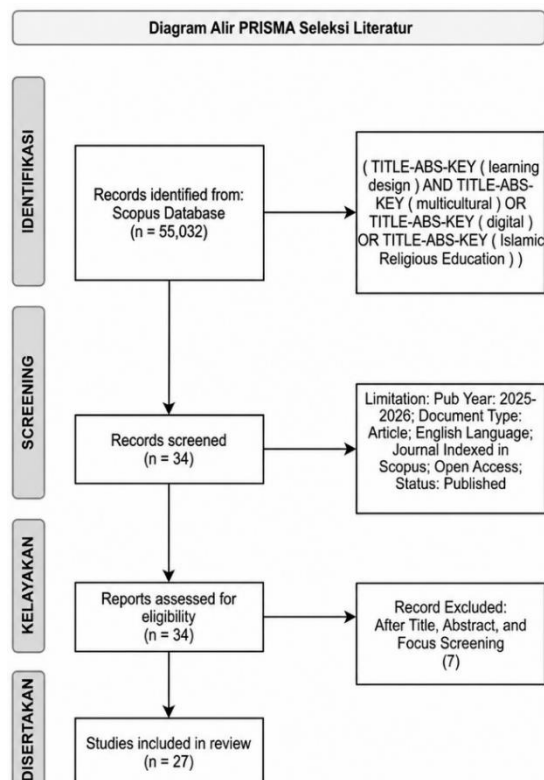 Diagram Alir PRISMA Seleksi Literatur
IDENTIFIKASI
Records identified from:
Scopus Database
(n = 55,032)
( TITLE-ABS-KEY ( learning
design ) AND TITLE-ABS-
KEY ( multicultural ) OR
TITLE-ABS-KEY ( digital )
OR TITLE-ABS-KEY ( Islamic
Religious Education ) )
SCREENING
Records screened
(n = 34)
Limitation: Pub Year: 2025-
2026; Document Type:
Article; English Language;
Journal Indexed in
Scopus; Open Access;
Status: Published
KELAYAKAN
Reports assessed for
eligibility
(n = 34)
Record Excluded:
After Title, Abstract, and
Focus Screening
(7)
DISERTAKAN
Studies included in review
(n = 27)